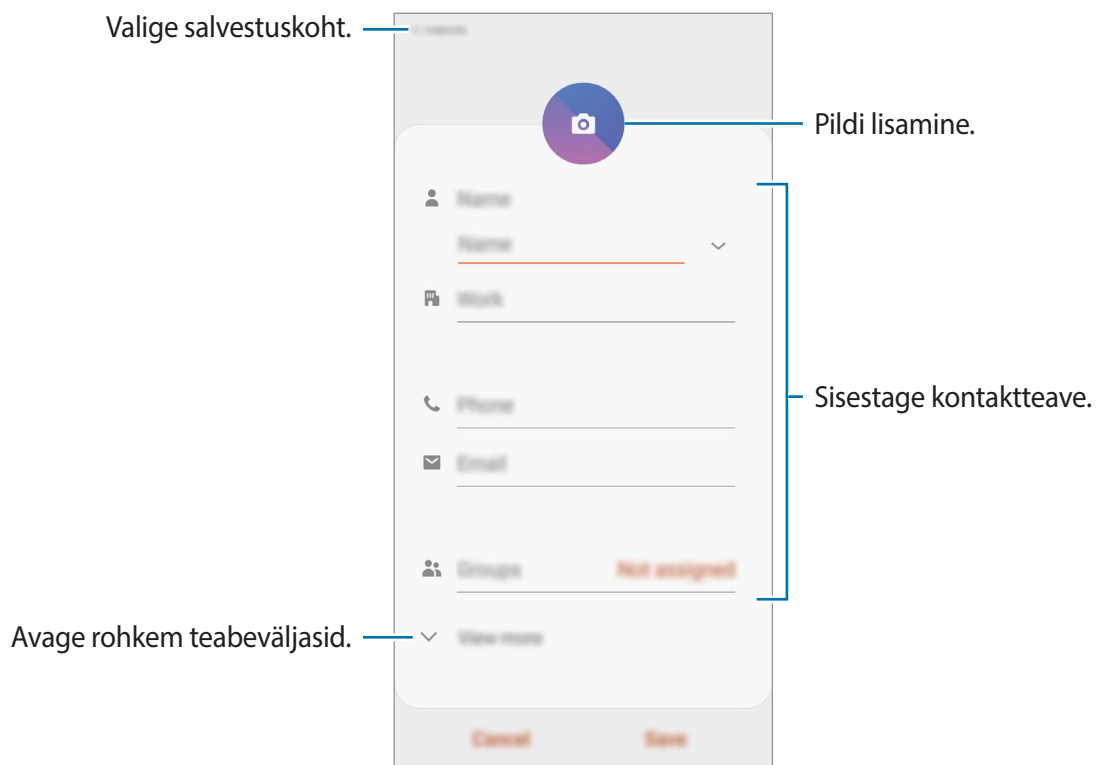 Valige salvestuskoht.
Pildi lisamine.
Name
Name
Work
Sisestage kontaktteave.
Phone
Email
Groups Not assigned
Avage rohkem teabeväljasid.
View more
Cancel Save